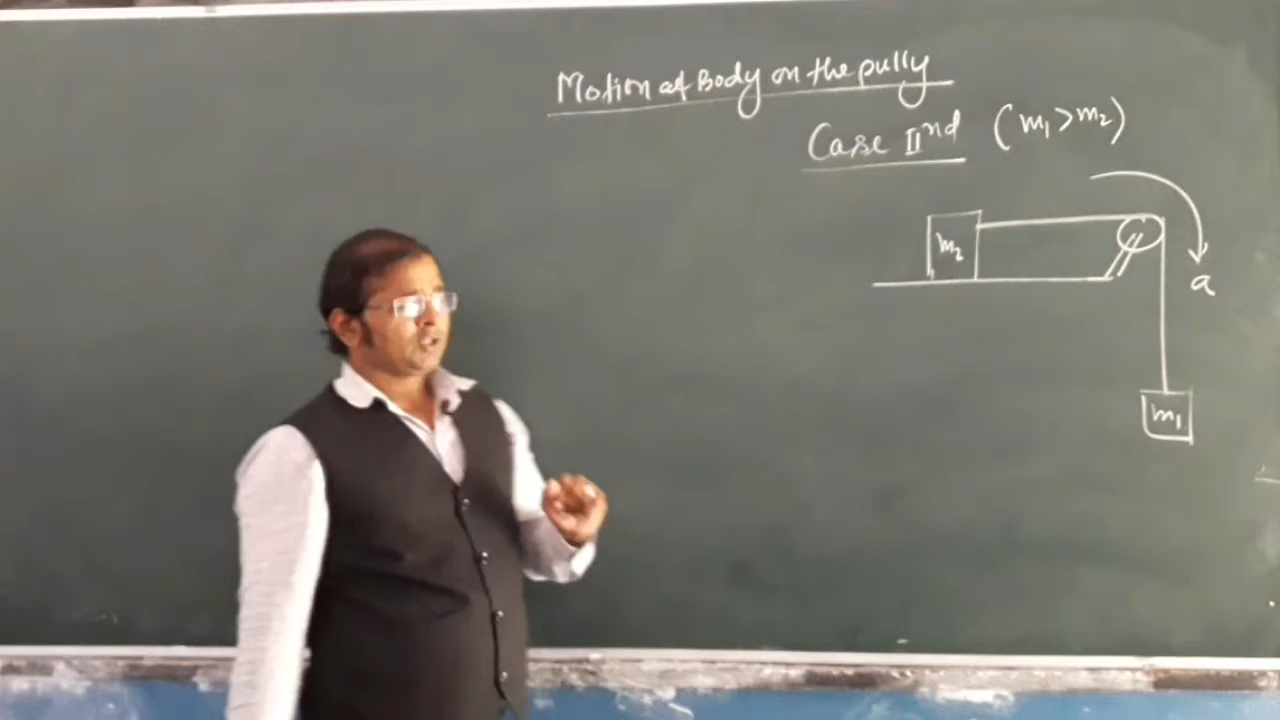 Motion of Body on the pully
Case IInd (m₁>m₂)
m₂
a
m₁